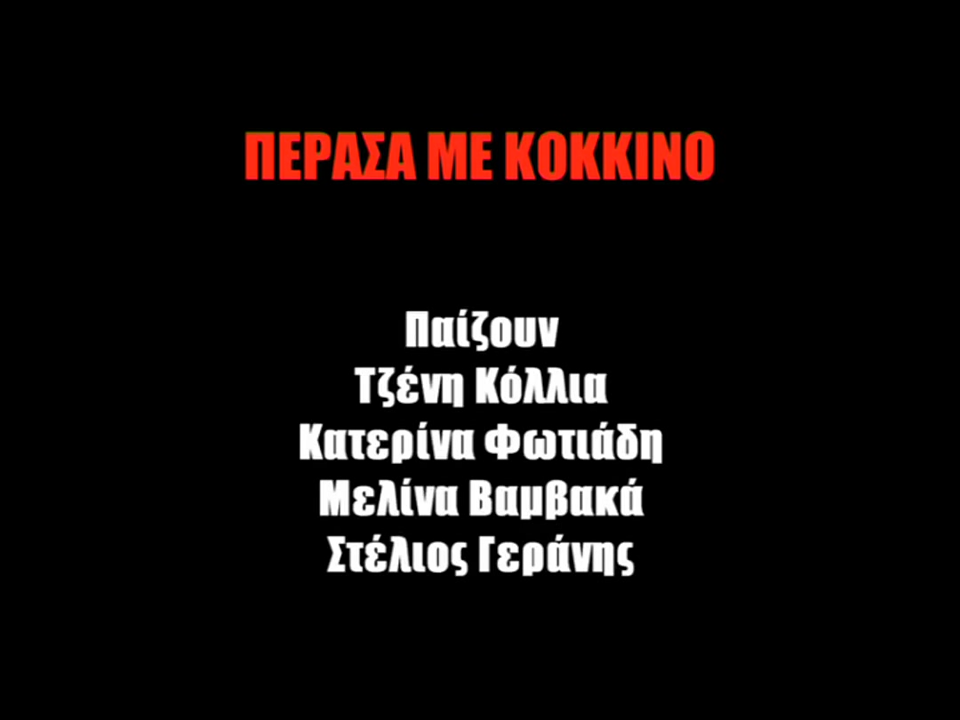 ΠΕΡΑΣΑ ΜΕ ΚΟΚΚΙΝΟ
Παίζουν
Τζένη Κόλλια
Κατερίνα Φωτιάδη
Μελίνα Βαμβακά
Στέλιος Γεράνης